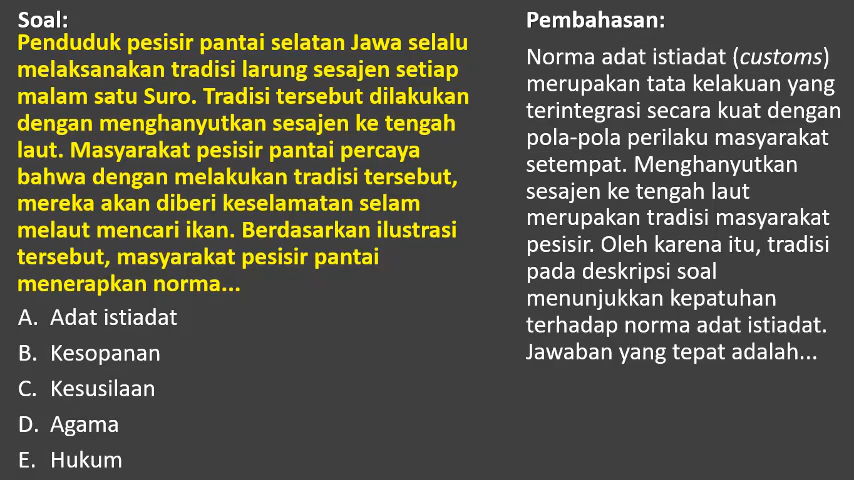 Soal:
Penduduk pesisir pantai selatan Jawa selalu
melaksanakan tradisi larung sesajen setiap
malam satu Suro. Tradisi tersebut dilakukan
dengan menghanyutkan sesajen ke tengah
laut. Masyarakat pesisir pantai percaya
bahwa dengan melakukan tradisi tersebut,
mereka akan diberi keselamatan selam
melaut mencari ikan. Berdasarkan ilustrasi
tersebut, masyarakat pesisir pantai
menerapkan norma...
A. Adat istiadat
B. Kesopanan
C. Kesusilaan
D. Agama
E. Hukum
Pembahasan:
Norma adat istiadat (customs)
merupakan tata kelakuan yang
terintegrasi secara kuat dengan
pola-pola perilaku masyarakat
setempat. Menghanyutkan
sesajen ke tengah laut
merupakan tradisi masyarakat
pesisir. Oleh karena itu, tradisi
pada deskripsi soal
menunjukkan kepatuhan
terhadap norma adat istiadat.
Jawaban yang tepat adalah...